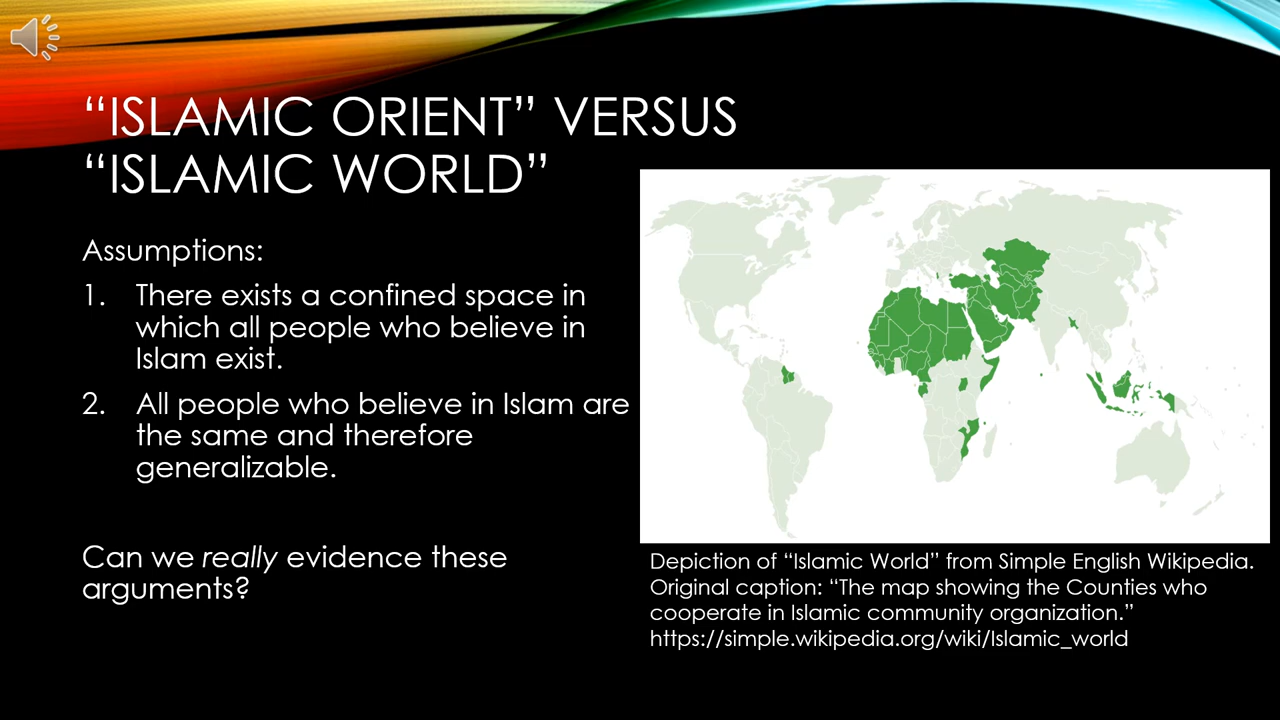 “ISLAMIC ORIENT” VERSUS
“ISLAMIC WORLD”
Assumptions:
1. There exists a confined space in
which all people who believe in
Islam exist.
2. All people who believe in Islam are
the same and therefore
generalizable.
Can we really evidence these
arguments?
Depiction of “Islamic World” from Simple English Wikipedia.
Original caption: “The map showing the Counties who
cooperate in Islamic community organization.”
https://simple.wikipedia.org/wiki/Islamic_world